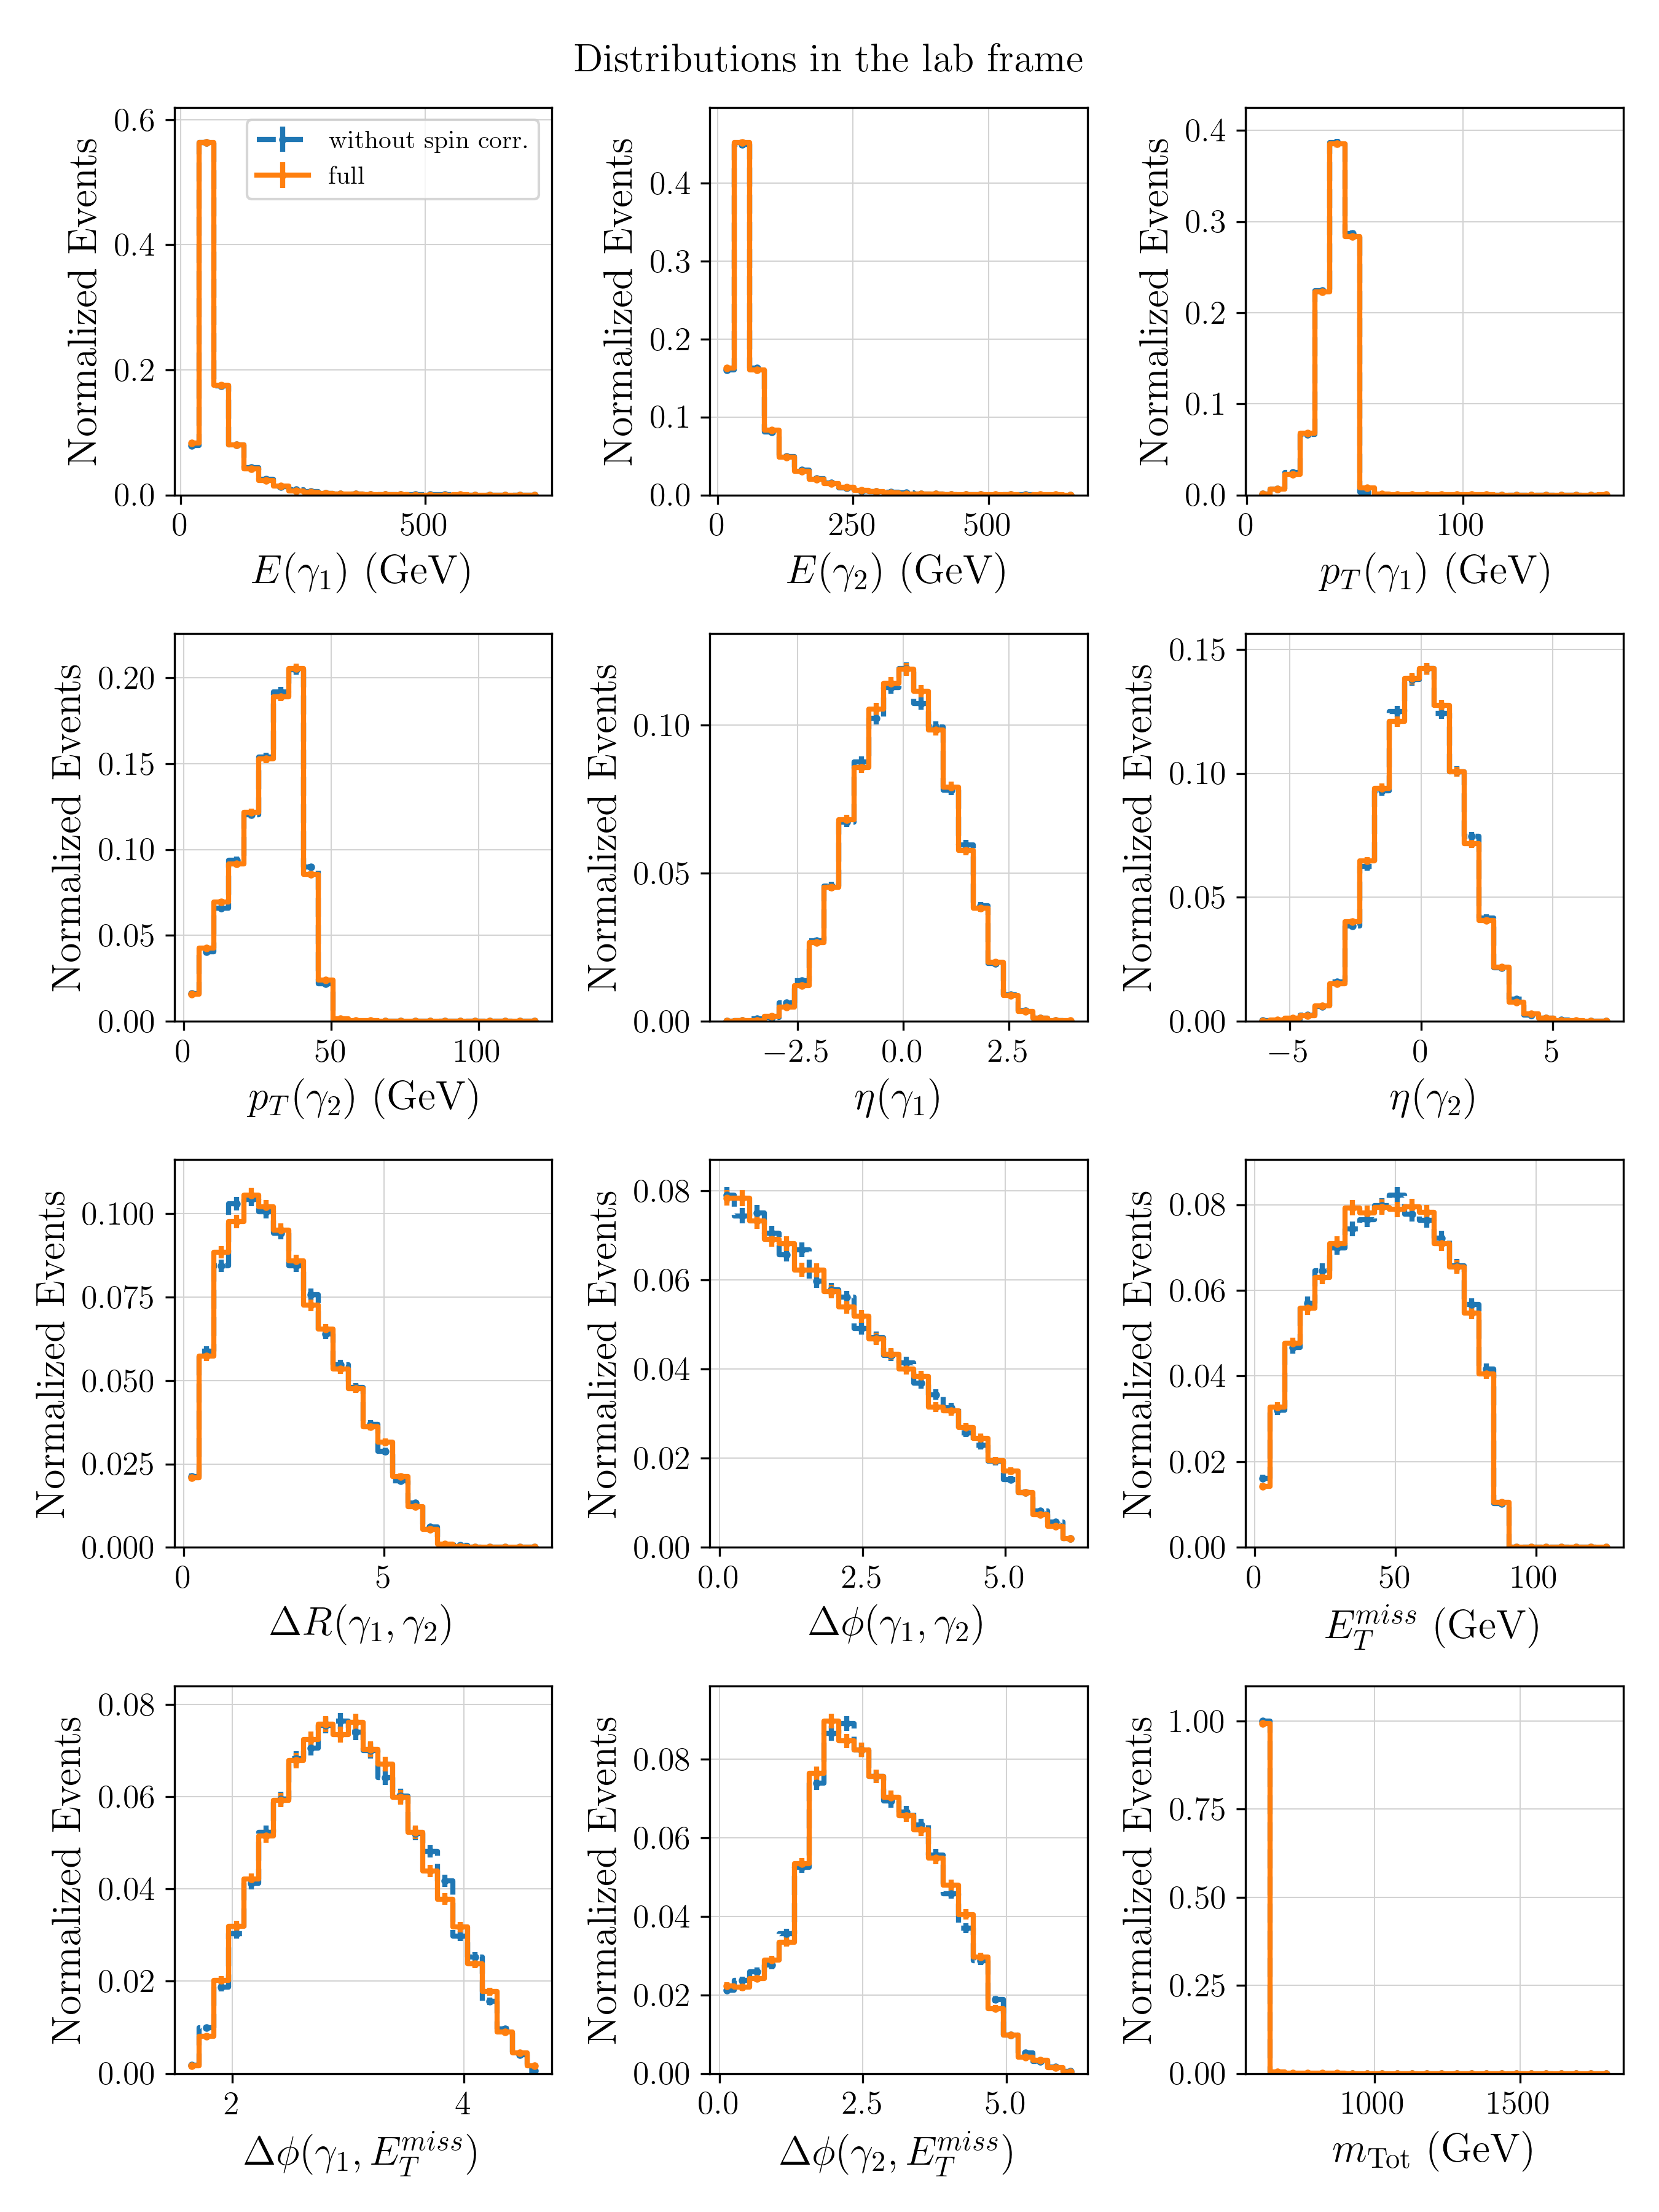 Distributions in the lab frame
Normalized Events
0.0
0.2
0.4
0.6
without spin corr.
full
0 500
E(γ₁) (GeV)
Normalized Events
0.0
0.1
0.2
0.3
0.4
0 250 500
E(γ₂) (GeV)
Normalized Events
0.0
0.1
0.2
0.3
0.4
0 100
p_T(γ₁) (GeV)
Normalized Events
0.00
0.05
0.10
0.15
0.20
0 50 100
p_T(γ₂) (GeV)
Normalized Events
0.00
0.05
0.10
−2.5 0.0 2.5
η(γ₁)
Normalized Events
0.00
0.05
0.10
0.15
−5 0 5
η(γ₂)
Normalized Events
0.000
0.025
0.050
0.075
0.100
0 5
ΔR(γ₁, γ₂)
Normalized Events
0.00
0.02
0.04
0.06
0.08
0.0 2.5 5.0
Δϕ(γ₁, γ₂)
Normalized Events
0.00
0.02
0.04
0.06
0.08
0 50 100
E_T^{miss} (GeV)
Normalized Events
0.00
0.02
0.04
0.06
0.08
2 4
Δϕ(γ₁, E_T^{miss})
Normalized Events
0.00
0.02
0.04
0.06
0.08
0.0 2.5 5.0
Δϕ(γ₂, E_T^{miss})
Normalized Events
0.00
0.25
0.50
0.75
1.00
1000 1500
m_{Tot} (GeV)